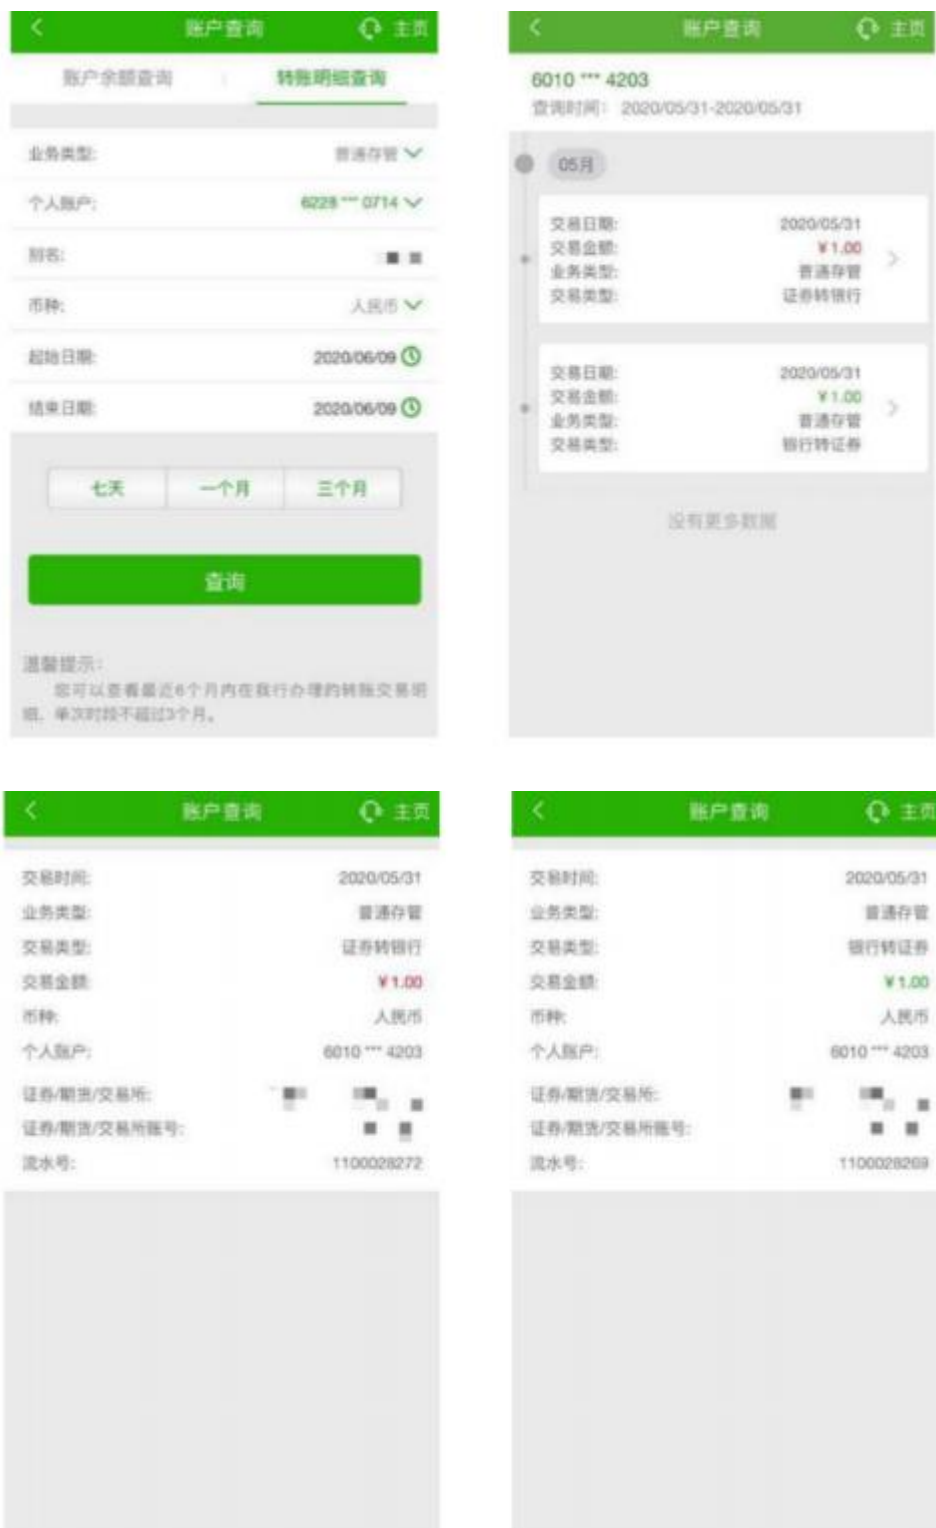 账户查询 主页
账户余额查询 转账明细查询
业务类型: 普通存管
个人账户: 6228 *** 0714
别名:
币种: 人民币
起始日期: 2020/06/09
结束日期: 2020/06/09
七天 一个月 三个月
查询
温馨提示:
您可以查看最近6个月内在我行办理的转账交易明
细，单次时段不超过3个月。
账户查询 主页
6010 *** 4203
查询时间: 2020/05/31-2020/05/31
05月
交易日期: 2020/05/31
交易金额: ¥1.00
业务类型: 普通存管
交易类型: 证券转银行
交易日期: 2020/05/31
交易金额: ¥1.00
业务类型: 普通存管
交易类型: 银行转证券
没有更多数据
账户查询 主页
交易时间: 2020/05/31
业务类型: 普通存管
交易类型: 证券转银行
交易金额: ¥1.00
币种: 人民币
个人账户: 6010 *** 4203
证券/期货/交易所:
证券/期货/交易所账号:
流水号: 1100028272
账户查询 主页
交易时间: 2020/05/31
业务类型: 普通存管
交易类型: 银行转证券
交易金额: ¥1.00
币种: 人民币
个人账户: 6010 *** 4203
证券/期货/交易所:
证券/期货/交易所账号:
流水号: 1100028269